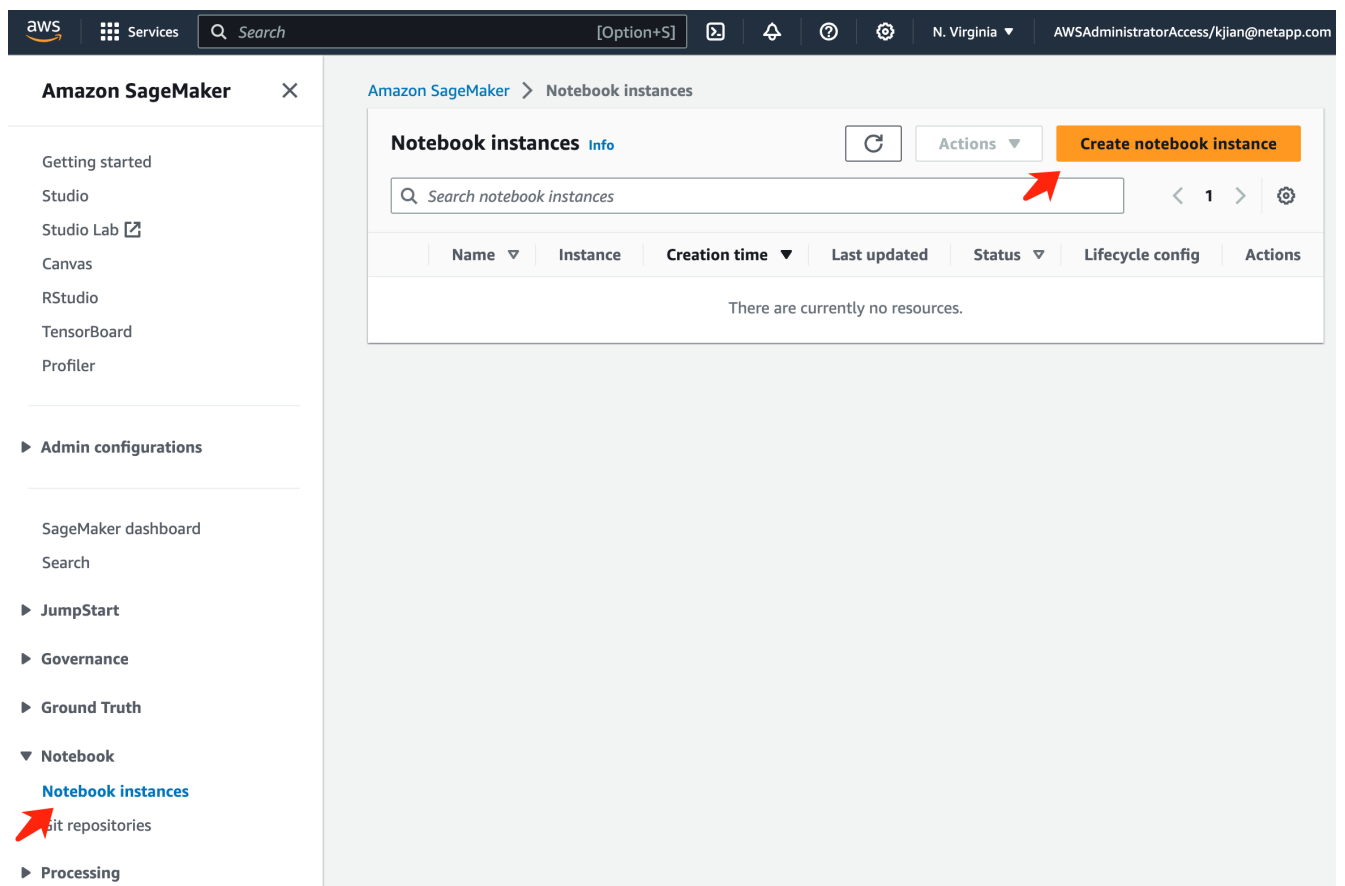 aws Services Search [Option+S] N. Virginia AWSAdministratorAccess/kjian@netapp.com
Amazon SageMaker
Getting started
Studio
Studio Lab
Canvas
RStudio
TensorBoard
Profiler
Admin configurations
SageMaker dashboard
Search
JumpStart
Governance
Ground Truth
Notebook
Notebook instances
Git repositories
Processing
Amazon SageMaker Notebook instances
Notebook instances Info Actions Create notebook instance
Search notebook instances 1
Name Instance Creation time Last updated Status Lifecycle config Actions
There are currently no resources.